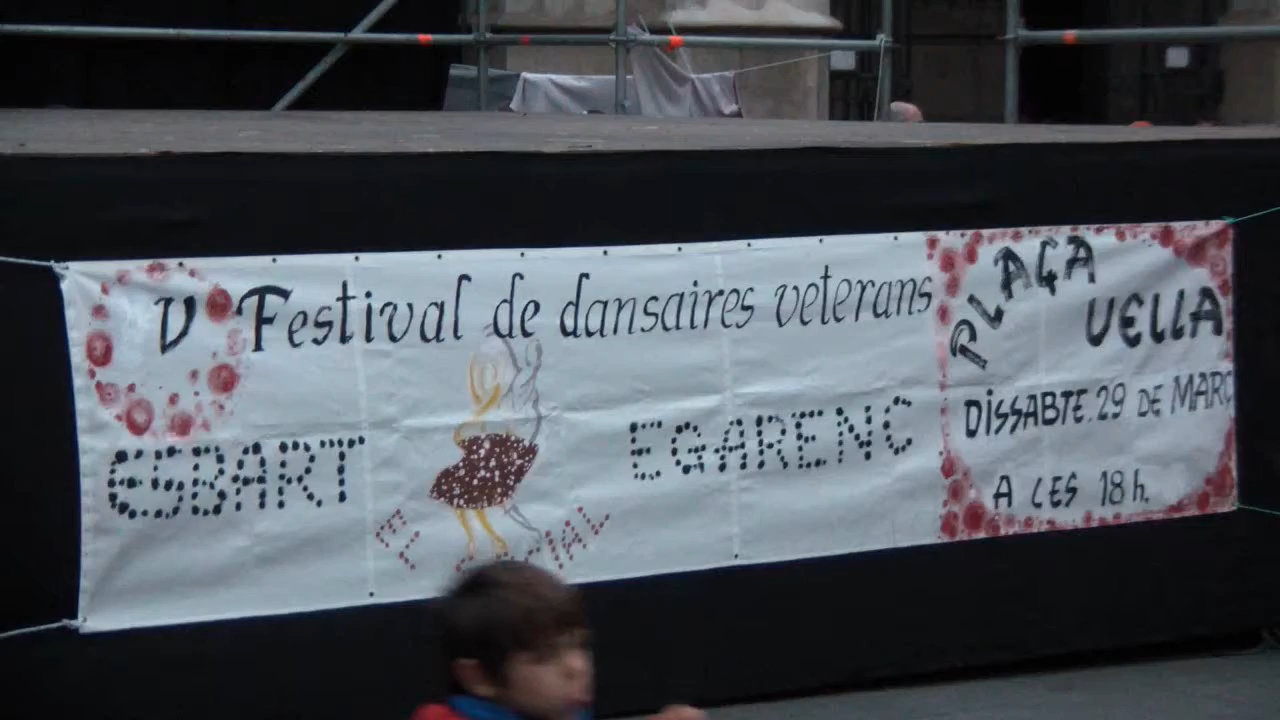 V Festival de dansaires veterans
ESBART
EGARENC
PLAÇA
VELLA
DISSABTE. 29 DE MARÇ
A LES 18 h.